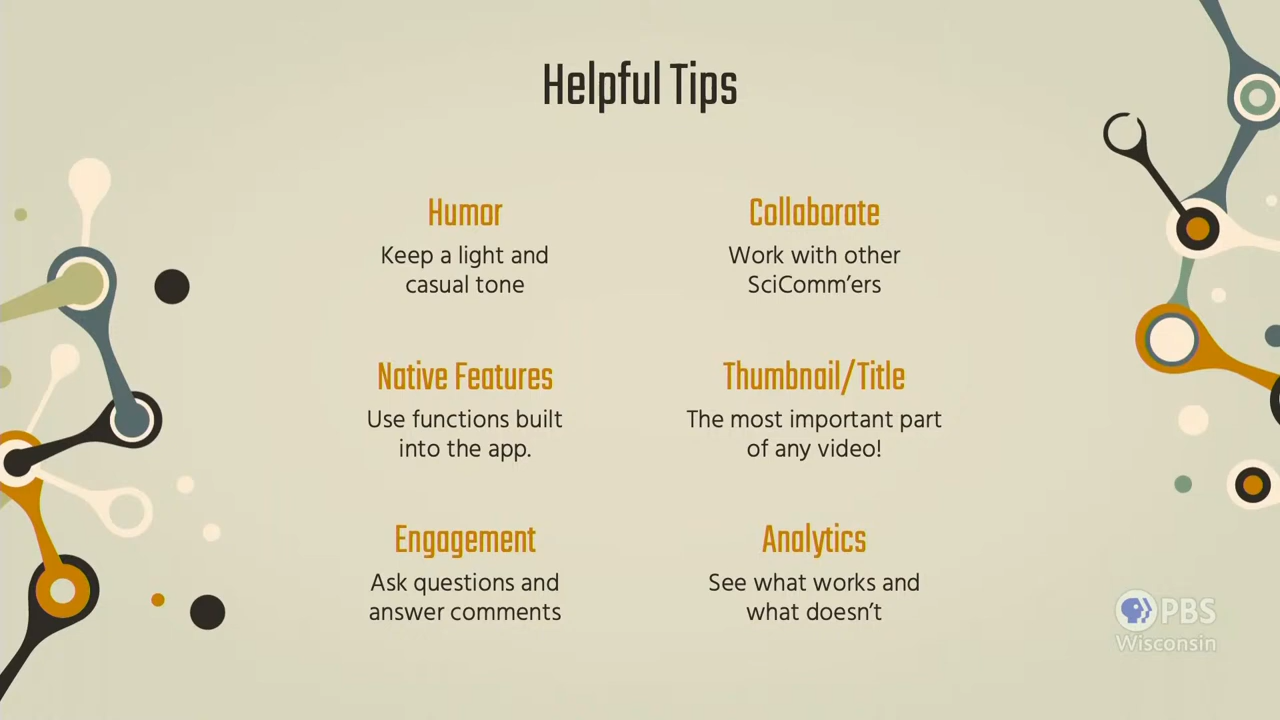 Helpful Tips
Humor
Keep a light and
casual tone
Collaborate
Work with other
SciComm’ers
Native Features
Use functions built
into the app.
Thumbnail/Title
The most important part
of any video!
Engagement
Ask questions and
answer comments
Analytics
See what works and
what doesn’t
PBS
Wisconsin